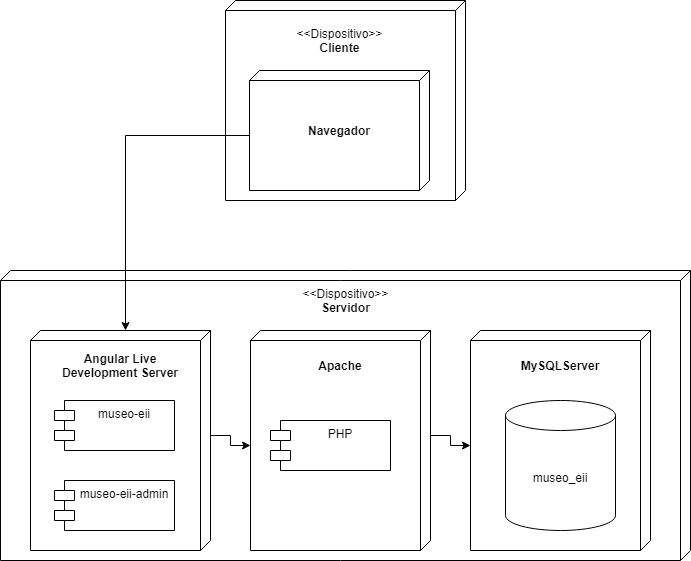 <<Dispositivo>>
Cliente
Navegador
<<Dispositivo>>
Servidor
Angular Live
Development Server
museo-eii
museo-eii-admin
Apache
PHP
MySQLServer
museo_eii